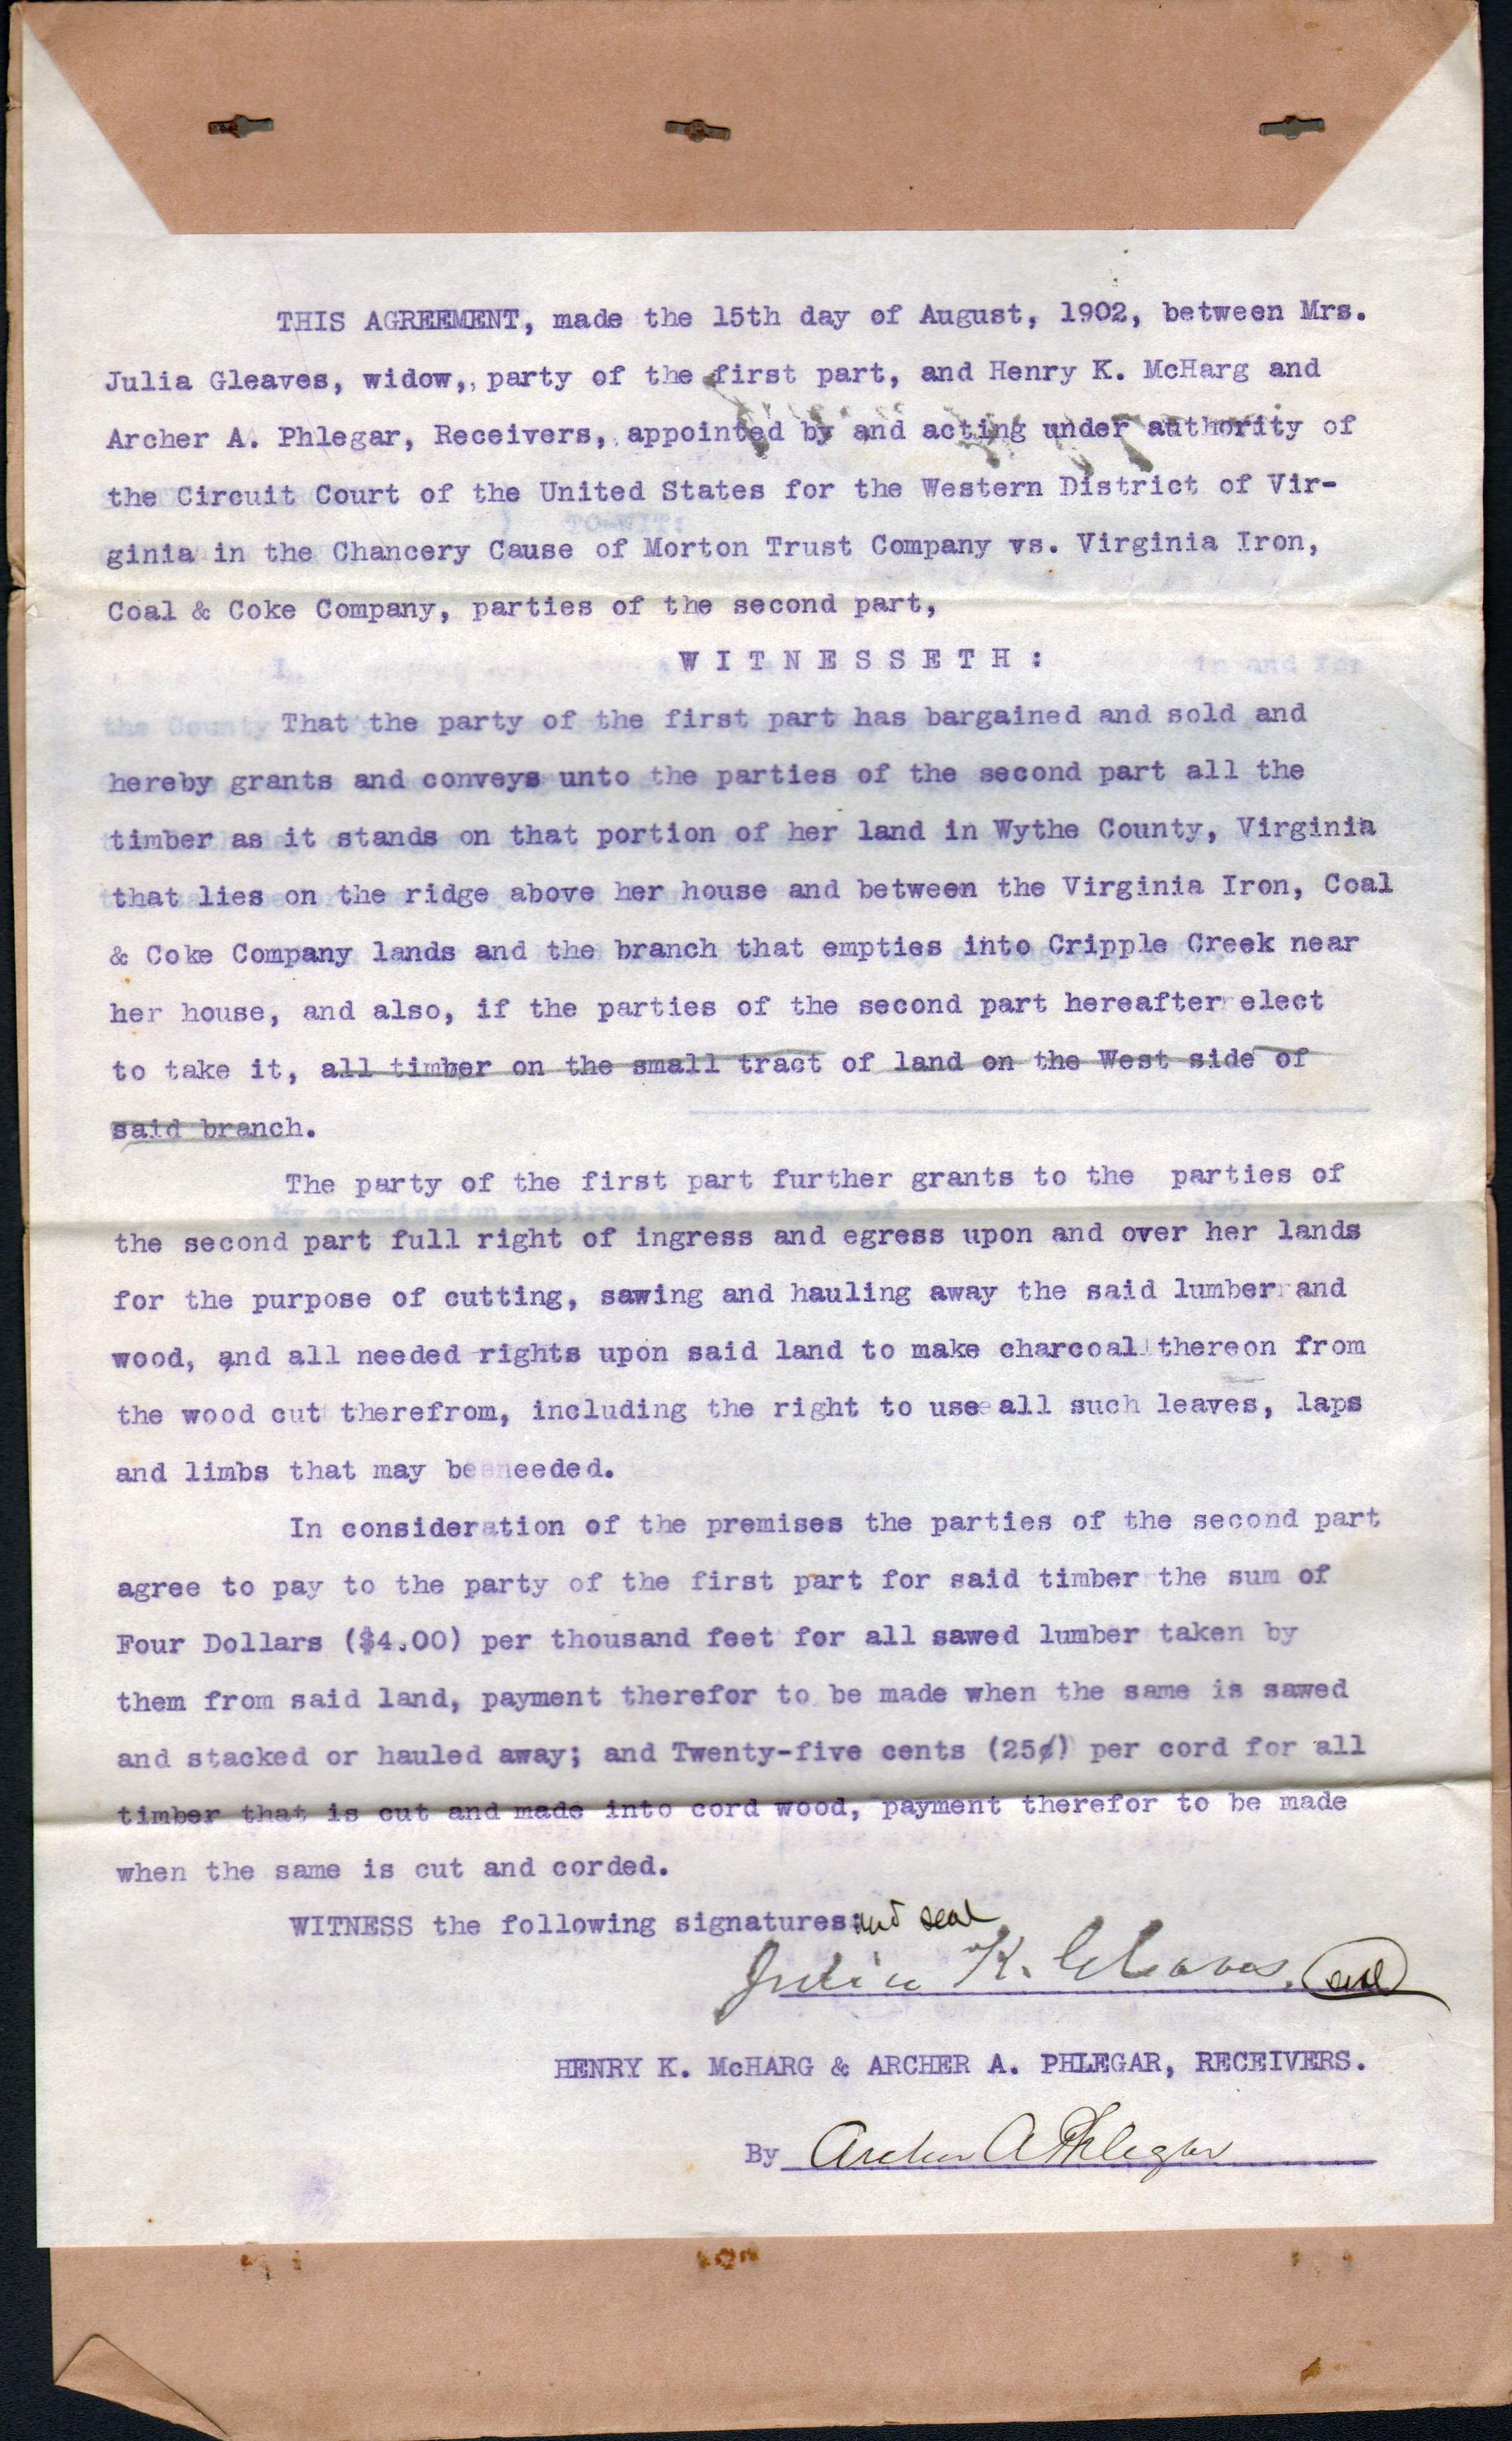 THIS AGREEMENT, made the 15th day of August, 1902, between Mrs.
Julia Gleaves, widow, party of the first part, and Henry K. McHarg and
Archer A. Phlegar, Receivers, appointed by and acting under authority of
the Circuit Court of the United States for the Western District of Vir-
TO-WIT:
ginia in the Chancery Cause of Morton Trust Company vs. Virginia Iron,
Coal & Coke Company, parties of the second part,
WITNESSETH:
I, in and for
the County
That the party of the first part has bargained and sold and
hereby grants and conveys unto the parties of the second part all the
timber as it stands on that portion of her land in Wythe County, Virginia
that lies on the ridge above her house and between the Virginia Iron, Coal
& Coke Company lands and the branch that empties into Cripple Creek near
her house, and also, if the parties of the second part hereafter elect
to take it, all timber on the small tract of land on the West side of
said branch.
The party of the first part further grants to the parties of
My commission expires the day of 190 .
the second part full right of ingress and egress upon and over her lands
for the purpose of cutting, sawing and hauling away the said lumber and
wood, and all needed rights upon said land to make charcoal thereon from
the wood cut therefrom, including the right to use all such leaves, laps
and limbs that may be needed.
In consideration of the premises the parties of the second part
agree to pay to the party of the first part for said timber the sum of
Four Dollars ($4.00) per thousand feet for all sawed lumber taken by
them from said land, payment therefor to be made when the same is sawed
and stacked or hauled away; and Twenty-five cents (25¢) per cord for all
timber that is cut and made into cord wood, payment therefor to be made
when the same is cut and corded.
WITNESS the following signatures: and seal
Julia K. Gleaves. seal
HENRY K. McHARG & ARCHER A. PHLEGAR, RECEIVERS.
By Archer A Phlegar